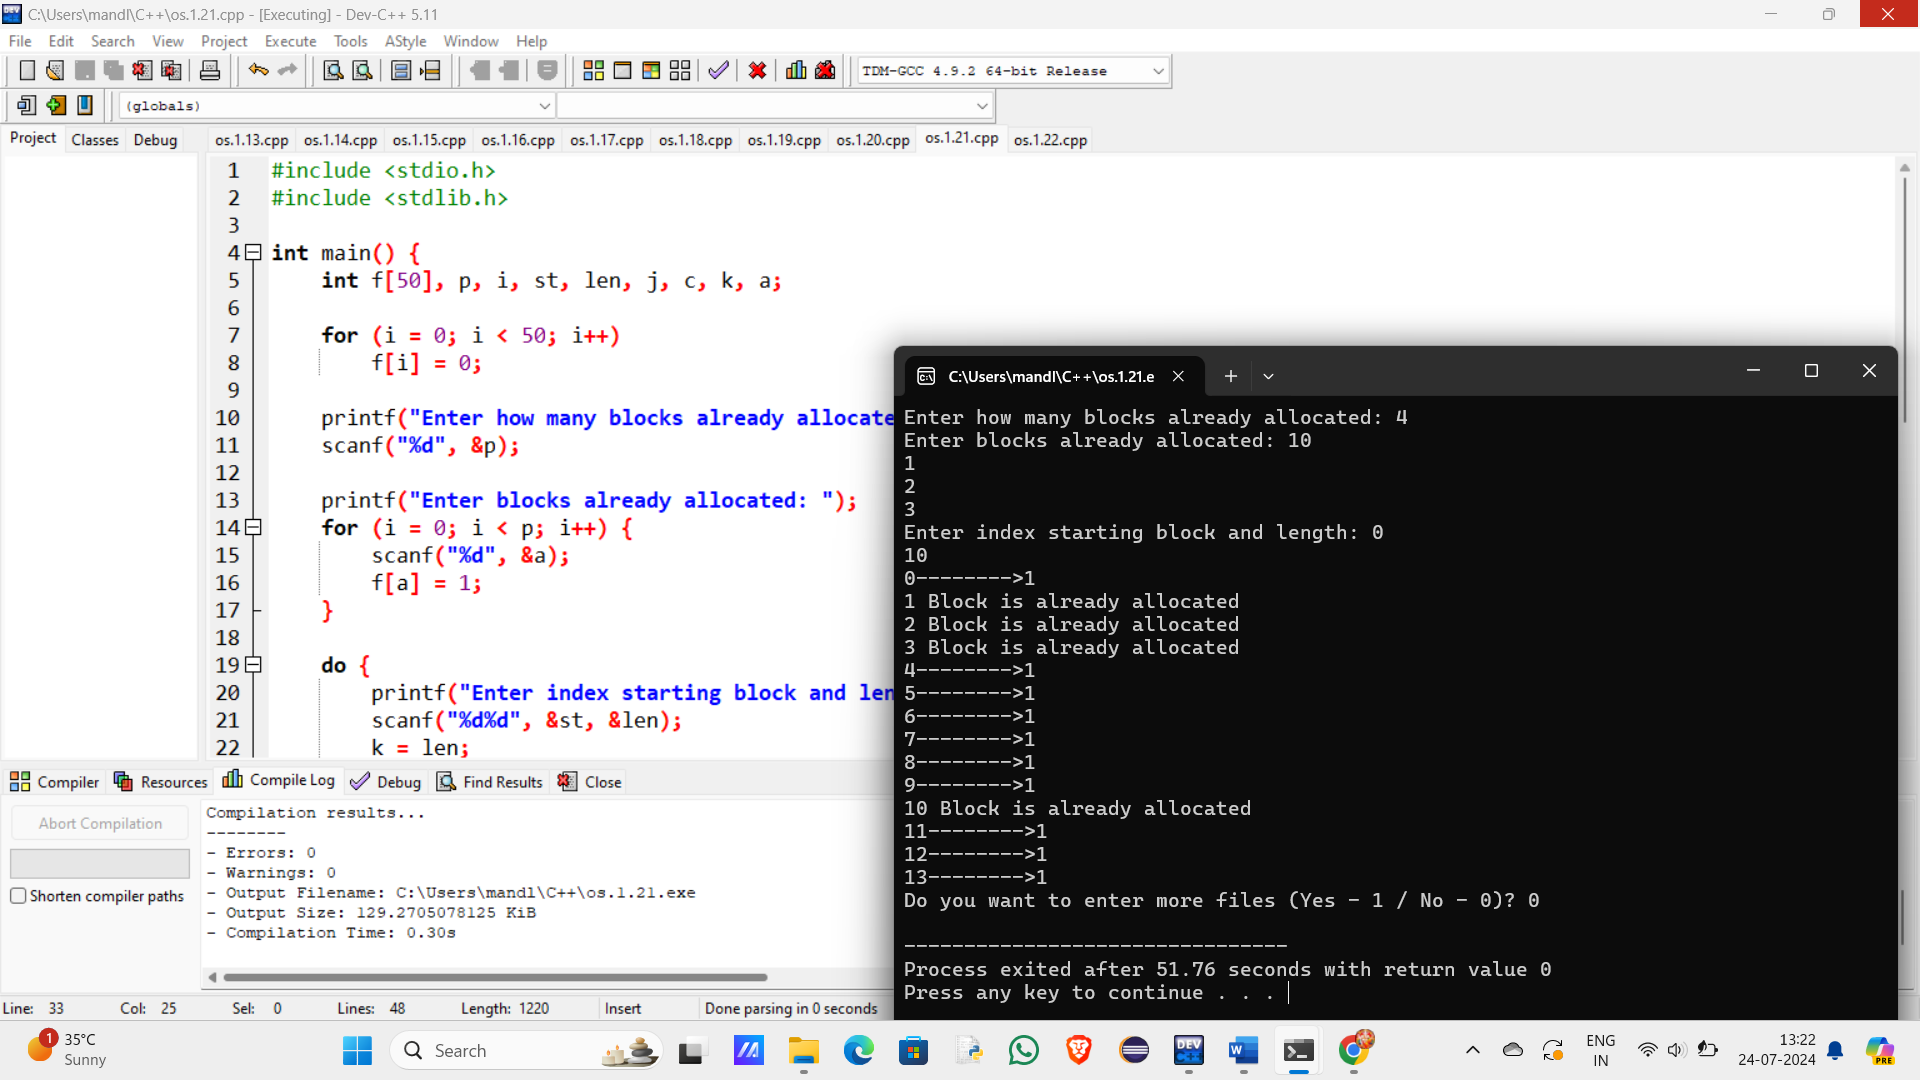 C:\Users\mandl\C++\os.1.21.cpp - [Executing] - Dev-C++ 5.11
File Edit Search View Project Execute Tools AStyle Window Help
TDM-GCC 4.9.2 64-bit Release
(globals)
Project Classes Debug
os.1.13.cpp os.1.14.cpp os.1.15.cpp os.1.16.cpp os.1.17.cpp os.1.18.cpp os.1.19.cpp os.1.20.cpp os.1.21.cpp os.1.22.cpp
1 #include <stdio.h>
2 #include <stdlib.h>
3
4 int main() {
5 int f[50], p, i, st, len, j, c, k, a;
6
7 for (i = 0; i < 50; i++)
8 f[i] = 0;
9
10 printf("Enter how many blocks already allocate
11 scanf("%d", &p);
12
13 printf("Enter blocks already allocated: ");
14 for (i = 0; i < p; i++) {
15 scanf("%d", &a);
16 f[a] = 1;
17 }
18
19 do {
20 printf("Enter index starting block and len
21 scanf("%d%d", &st, &len);
22 k = len;
C:\Users\mandl\C++\os.1.21.e
Enter how many blocks already allocated: 4
Enter blocks already allocated: 10
1
2
3
Enter index starting block and length: 0
10
0-------->1
1 Block is already allocated
2 Block is already allocated
3 Block is already allocated
4-------->1
5-------->1
6-------->1
7-------->1
8-------->1
9-------->1
10 Block is already allocated
11-------->1
12-------->1
13-------->1
Do you want to enter more files (Yes - 1 / No - 0)? 0
--------------------------------
Process exited after 51.76 seconds with return value 0
Press any key to continue . . .
Compiler Resources Compile Log Debug Find Results Close
Abort Compilation
Shorten compiler paths
Compilation results...
--------
- Errors: 0
- Warnings: 0
- Output Filename: C:\Users\mandl\C++\os.1.21.exe
- Output Size: 129.2705078125 KiB
- Compilation Time: 0.30s
Line: 33 Col: 25 Sel: 0 Lines: 48 Length: 1220 Insert Done parsing in 0 seconds
1
35°C
Sunny
Search
DEV C++
W
ENG
IN
13:22
24-07-2024
PRE